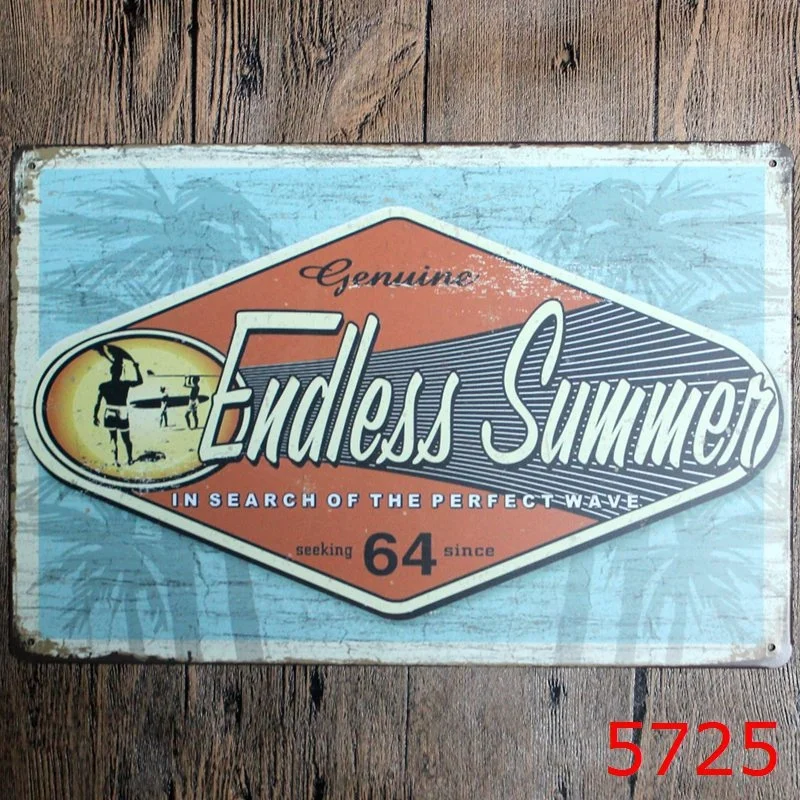 Genuine
Endless Summer
IN SEARCH OF THE PERFECT WAVE
seeking 64 since
5725